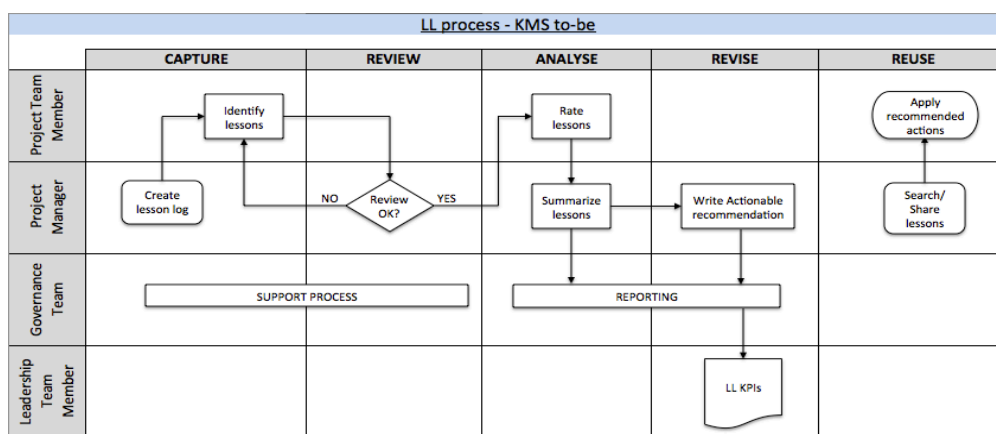 LL process - KMS to-be
CAPTURE
REVIEW
ANALYSE
REVISE
REUSE
Project Team
Member
Identify
lessons
Rate
lessons
Apply
recommended
actions
Project
Manager
Create
lesson log
NO
Review
OK?
YES
Summarize
lessons
Write Actionable
recommendation
Search/
Share
lessons
Governance
Team
SUPPORT PROCESS
REPORTING
Leadership
Team
Member
LL KPIs